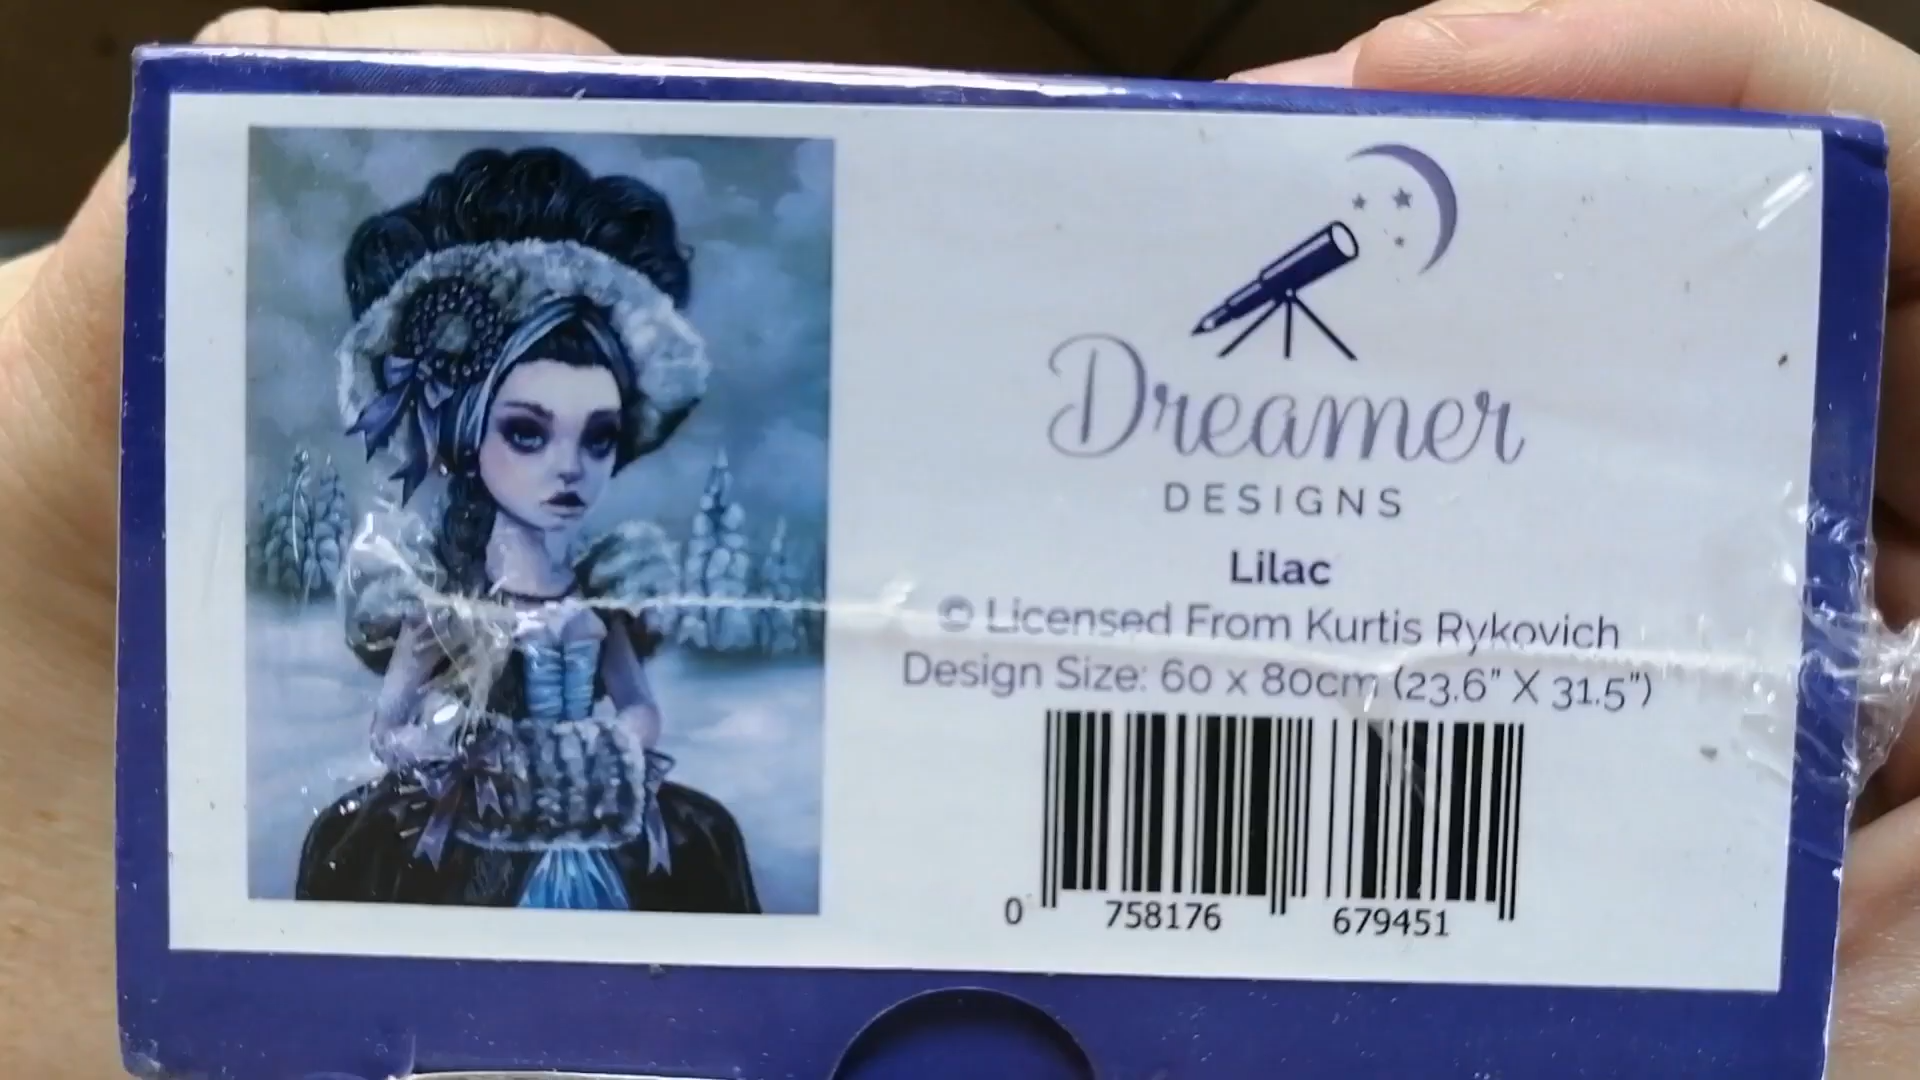 Dreamer
DESIGNS
Lilac
© Licensed From Kurtis Rykovich
Design Size: 60 x 80cm (23.6" X 31.5")
0 758176 679451